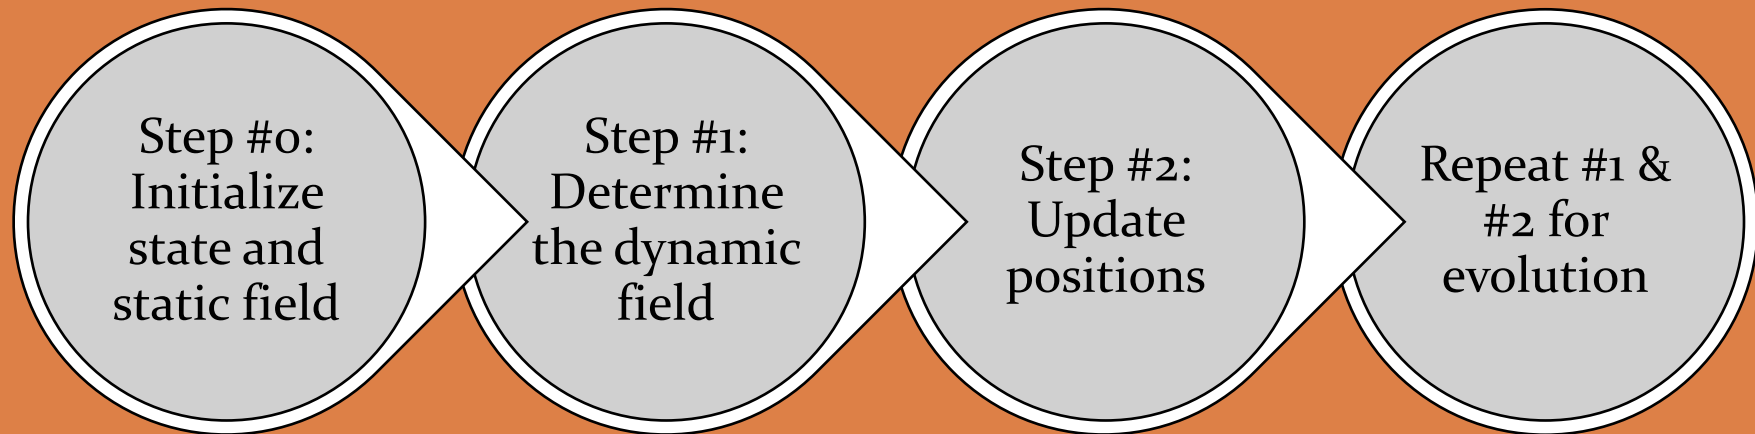 Step #0:
Initialize
state and
static field
Step #1:
Determine
the dynamic
field
Step #2:
Update
positions
Repeat #1 &
#2 for
evolution